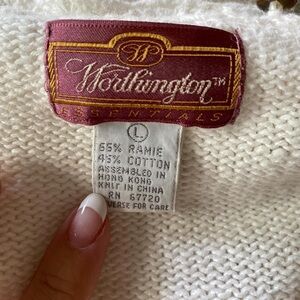 W
Worthington™
ESSENTIALS
L
55% RAMIE
45% COTTON
ASSEMBLED IN
HONG KONG
KNIT IN CHINA
RN 67720
REVERSE FOR CARE